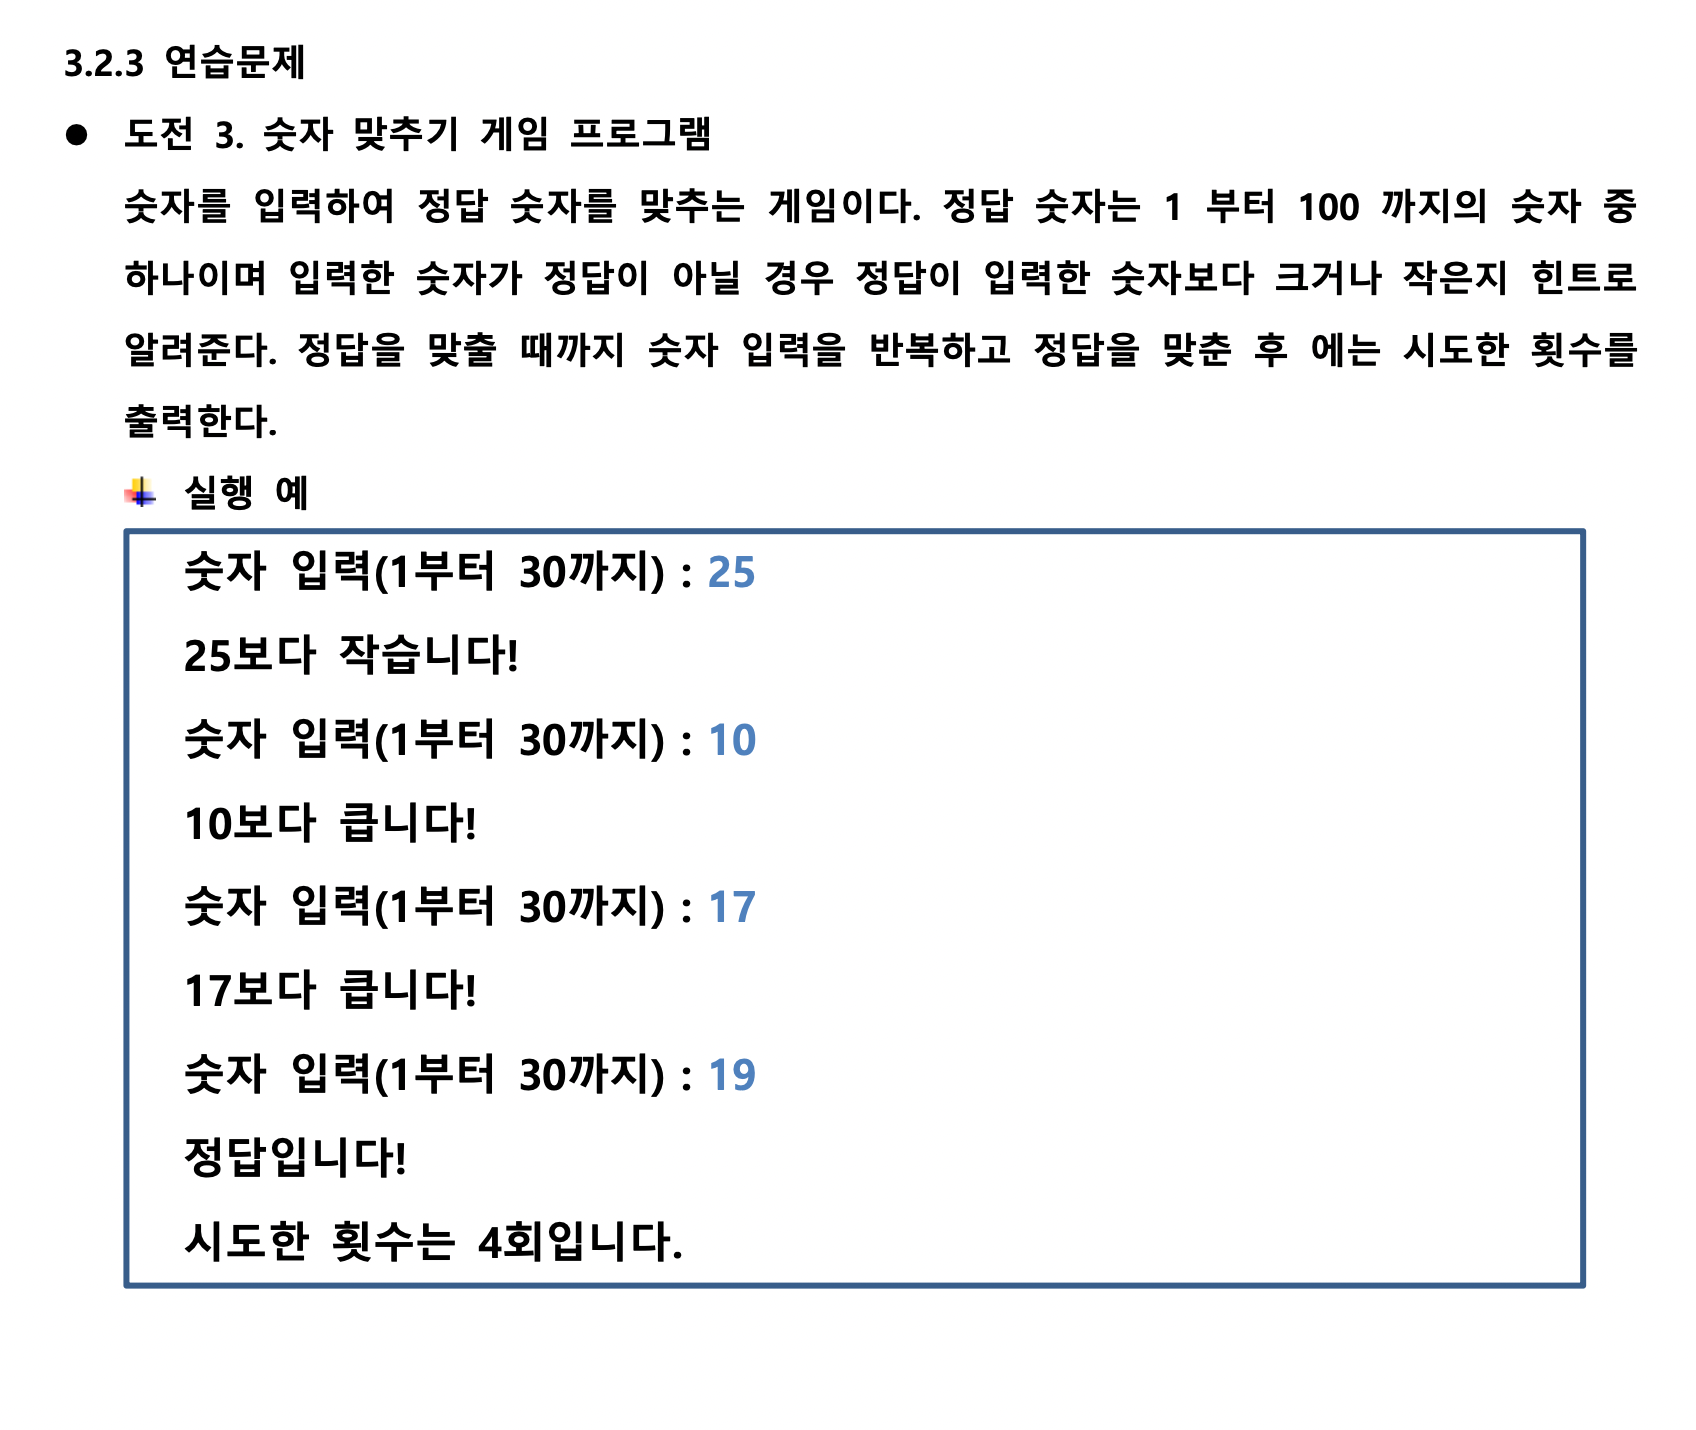 3.2.3 연습문제
● 도전 3. 숫자 맞추기 게임 프로그램
숫자를 입력하여 정답 숫자를 맞추는 게임이다. 정답 숫자는 1 부터 100 까지의 숫자 중
하나이며 입력한 숫자가 정답이 아닐 경우 정답이 입력한 숫자보다 크거나 작은지 힌트로
알려준다. 정답을 맞출 때까지 숫자 입력을 반복하고 정답을 맞춘 후 에는 시도한 횟수를
출력한다.
실행 예
숫자 입력(1부터 30까지) : 25
25보다 작습니다!
숫자 입력(1부터 30까지) : 10
10보다 큽니다!
숫자 입력(1부터 30까지) : 17
17보다 큽니다!
숫자 입력(1부터 30까지) : 19
정답입니다!
시도한 횟수는 4회입니다.